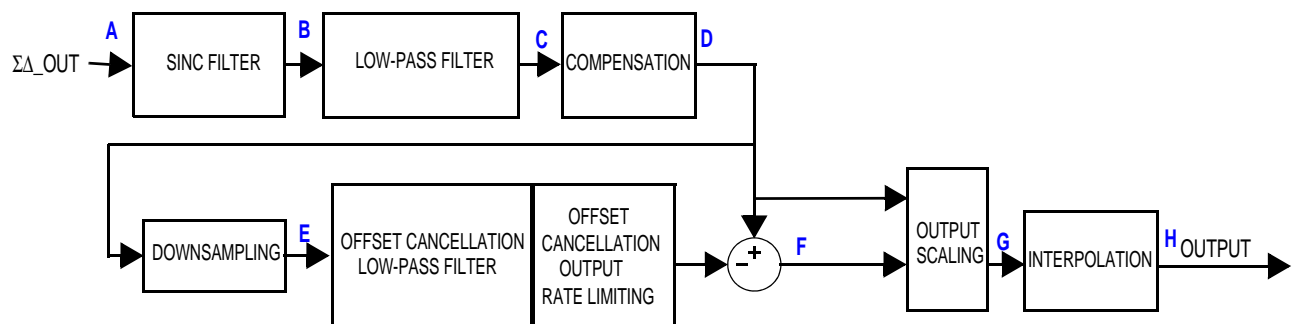 A
B
C
D
ΣΔ_OUT
SINC FILTER
LOW-PASS FILTER
COMPENSATION
DOWNSAMPLING
E
OFFSET CANCELLATION
LOW-PASS FILTER
OFFSET
CANCELLATION
OUTPUT
RATE LIMITING
+
−
F
OUTPUT
SCALING
G
INTERPOLATION
H
OUTPUT